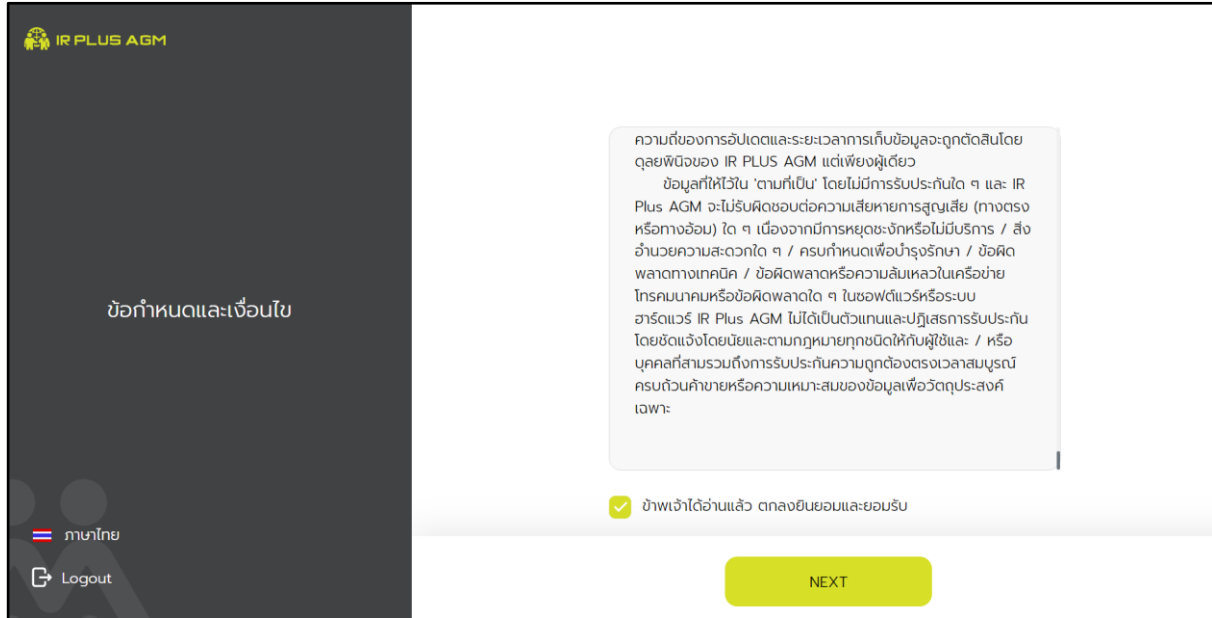 IR PLUS AGM
ข้อกำหนดและเงื่อนไข
ภาษาไทย
Logout
ความถี่ของการอัปเดตและระยะเวลาการเก็บข้อมูลจะถูกตัดสินโดย
ดุลยพินิจของ IR PLUS AGM แต่เพียงผู้เดียว
ข้อมูลที่ให้ไว้ใน 'ตามที่เป็น' โดยไม่มีการรับประกันใด ๆ และ IR
Plus AGM จะไม่รับผิดชอบต่อความเสียหายการสูญเสีย (ทางตรง
หรือทางอ้อม) ใด ๆ เนื่องจากมีการหยุดชะงักหรือไม่มีบริการ / สิ่ง
อำนวยความสะดวกใด ๆ / ครบกำหนดเพื่อบำรุงรักษา / ข้อผิด
พลาดทางเทคนิค / ข้อผิดพลาดหรือความล้มเหลวในเครือข่าย
โทรคมนาคมหรือข้อผิดพลาดใด ๆ ในซอฟต์แวร์หรือระบบ
ฮาร์ดแวร์ IR Plus AGM ไม่ได้เป็นตัวแทนและปฏิเสธการรับประกัน
โดยชัดแจ้งโดยนัยและตามกฎหมายทุกชนิดให้กับผู้ใช้และ / หรือ
บุคคลที่สามรวมถึงการรับประกันความถูกต้องตรงเวลาสมบูรณ์
ครบถ้วนค้าขายหรือความเหมาะสมของข้อมูลเพื่อวัตถุประสงค์
เฉพาะ
ข้าพเจ้าได้อ่านแล้ว ตกลงยินยอมและยอมรับ
NEXT